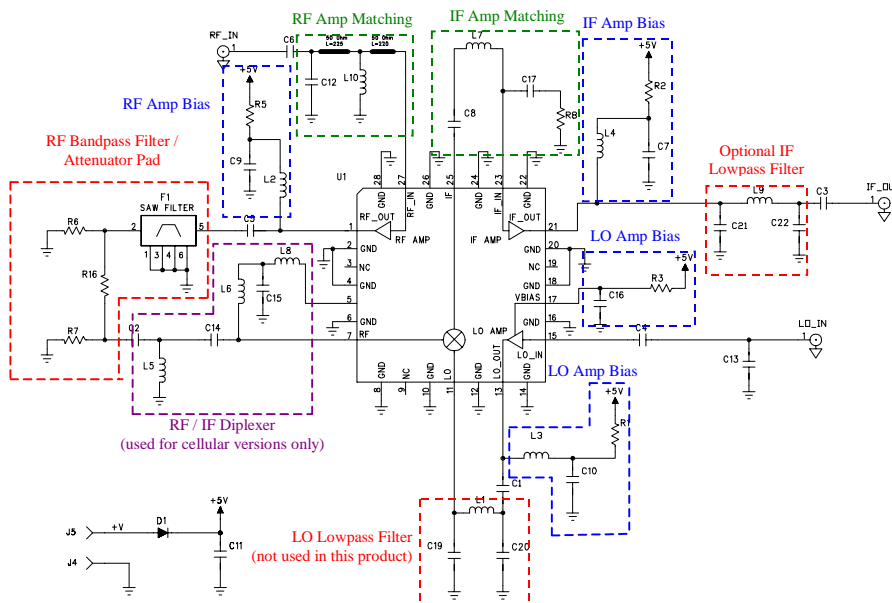 RF Amp Matching
IF Amp Matching
IF Amp Bias
RF_IN
1
C6
50 Ohm
L=225
50 Ohm
L=220
L7
+5V
+5V
C12
L10
C17
R2
RF Amp Bias
R5
C8
R8
L4
C7
RF Bandpass Filter /
Attenuator Pad
C9
L2
U1
Optional IF
Lowpass Filter
F1
SAW FILTER
28
GND
27
RF_IN
26
GND
25
IF
24
GND
23
IF_IN
22
GND
L9
C3
1
R6
2
5
1
3
4
6
1
RF_OUT
RF AMP
IF_OUT
IF AMP
21
C21
C22
2
GND
GND
20
LO Amp Bias
3
NC
NC
19
+5V
R16
L8
4
GND
GND
18
L6
C15
5
VBIAS
17
C16
R3
6
GND
GND
16
R7
C2
C14
7
RF
LO AMP
15
C4
LO_IN
1
LO_IN
L5
LO_OUT
C13
GND
8
NC
9
GND
10
LO
11
GND
12
13
GND
14
LO Amp Bias
+5V
RF / IF Diplexer
(used for cellular versions only)
L3
R1
C10
+5V
C1
L1
J5
+V
D1
C11
J4
LO Lowpass Filter
(not used in this product)
C19
C20